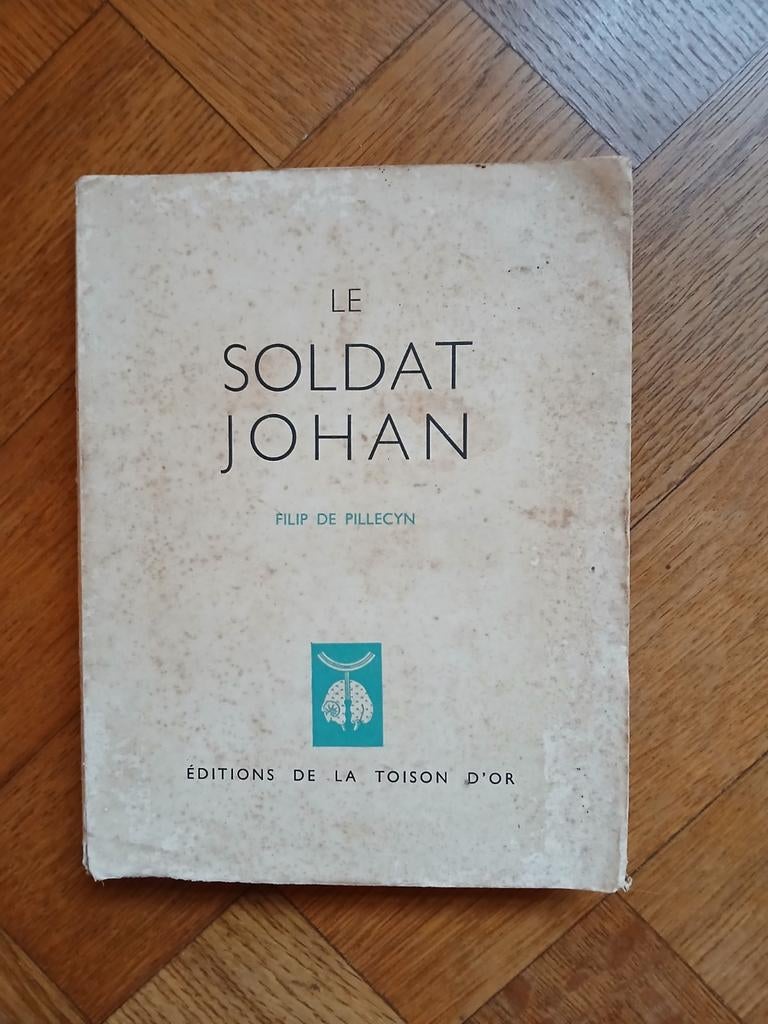 LE
SOLDAT
JOHAN
FILIP DE PILLECYN
ÉDITIONS DE LA TOISON D'OR